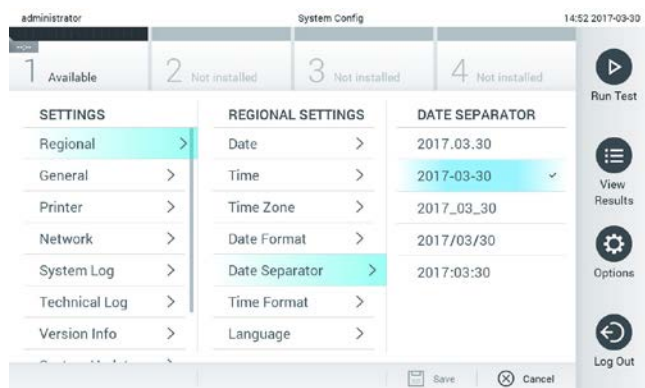 administrator System Config 14:52 2017-03-30
1 Available 2 Not installed 3 Not installed 4 Not installed
Run Test
SETTINGS REGIONAL SETTINGS DATE SEPARATOR
Regional > Date > 2017.03.30
General > Time > 2017-03-30 ✓
View Results
Printer > Time Zone > 2017_03_30
Network > Date Format > 2017/03/30
System Log > Date Separator > 2017:03:30
Options
Technical Log > Time Format >
Version Info > Language >
Log Out
Save Cancel